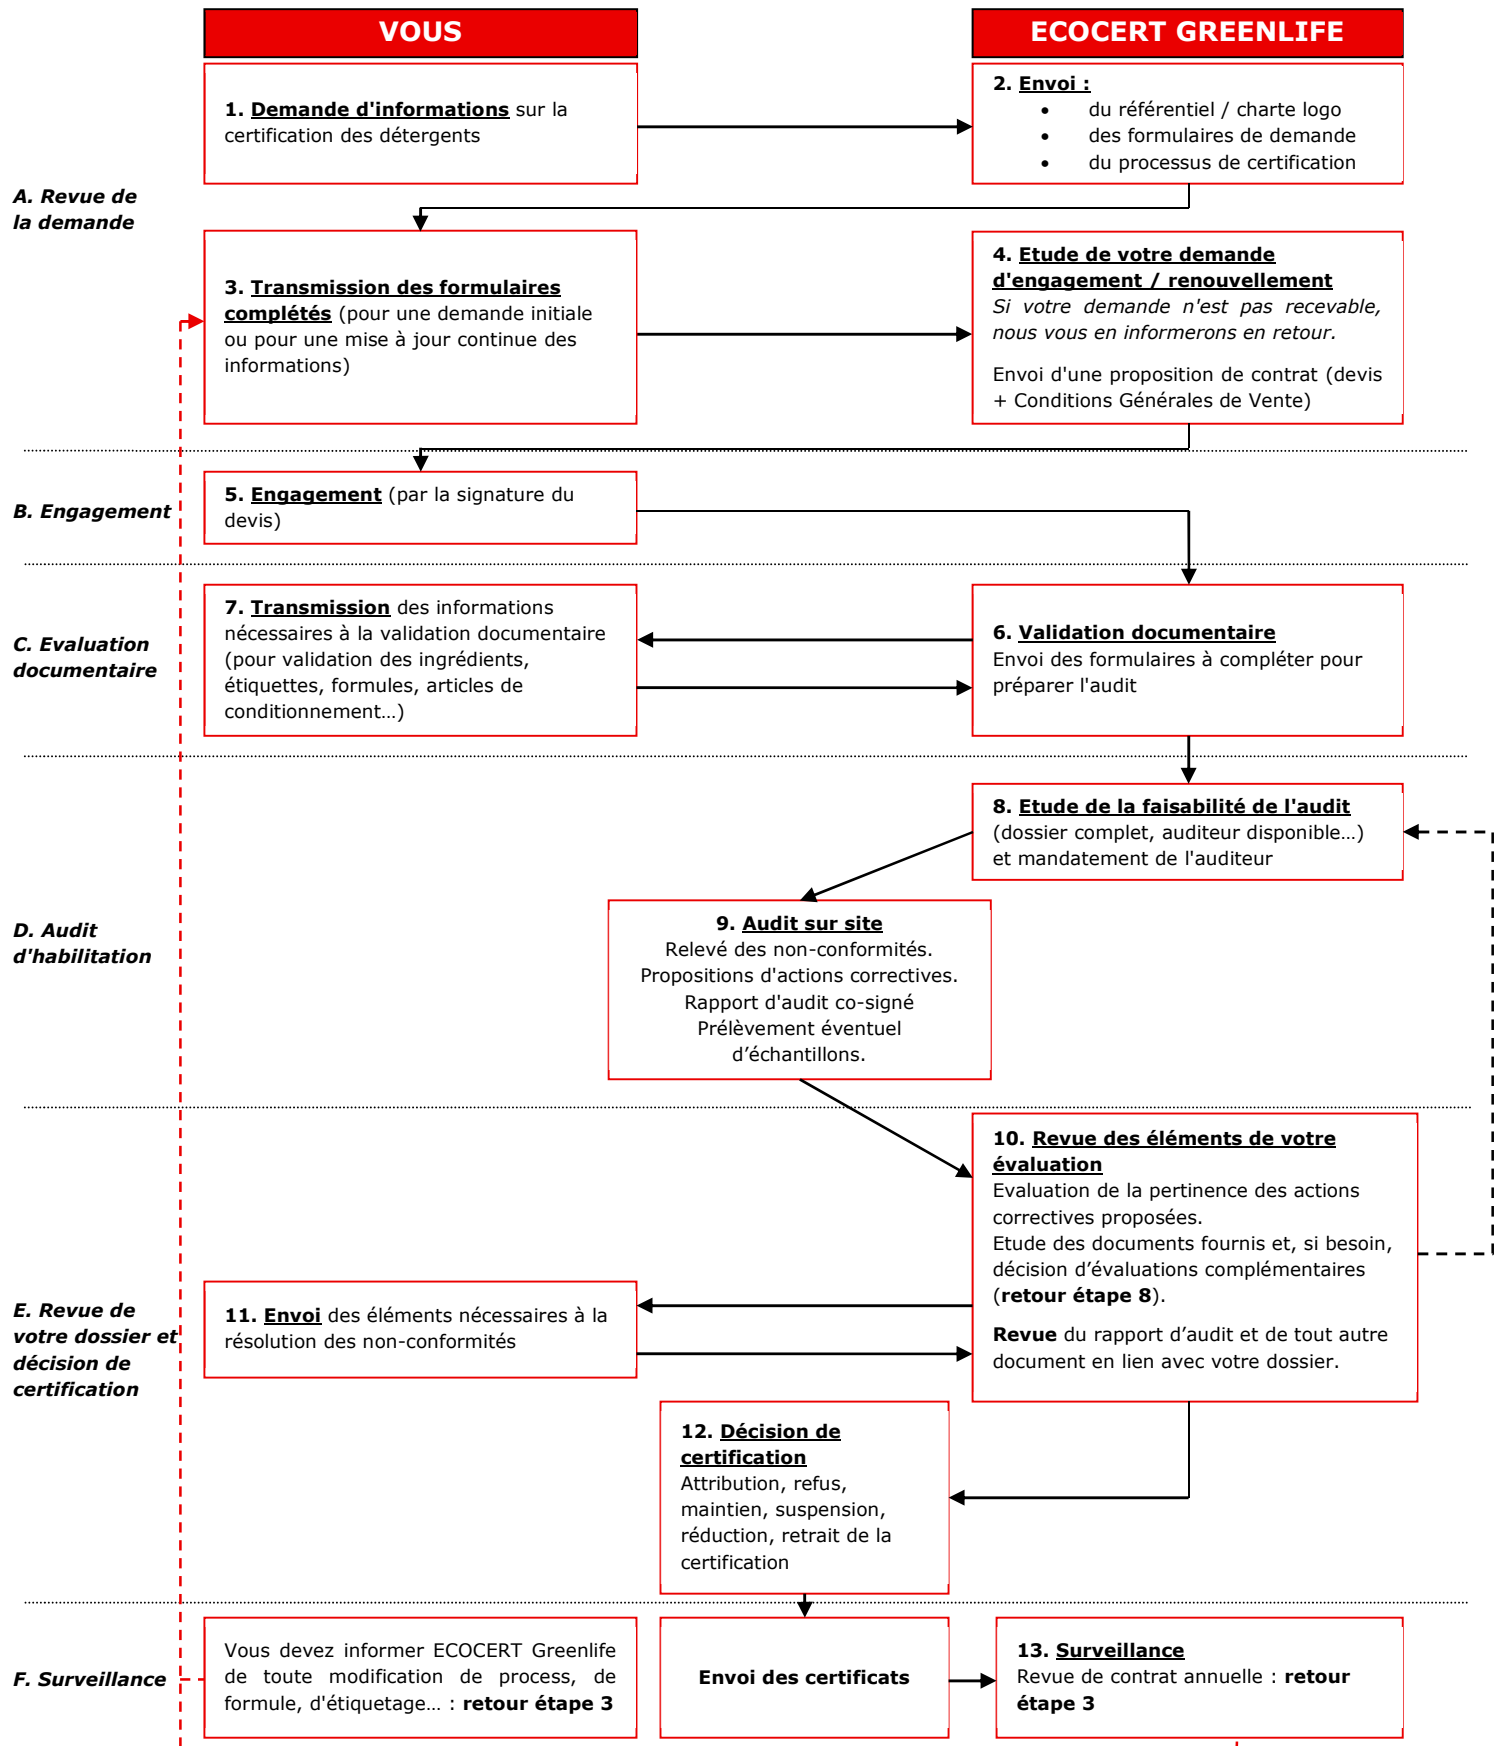 VOUS
ECOCERT GREENLIFE
1. Demande d'informations sur la
certification des détergents
2. Envoi :
• du référentiel / charte logo
• des formulaires de demande
• du processus de certification
A. Revue de
la demande
3. Transmission des formulaires
complétés (pour une demande initiale
ou pour une mise à jour continue des
informations)
4. Etude de votre demande
d'engagement / renouvellement
Si votre demande n'est pas recevable,
nous vous en informerons en retour.
Envoi d'une proposition de contrat (devis
+ Conditions Générales de Vente)
B. Engagement
5. Engagement (par la signature du
devis)
C. Evaluation
documentaire
7. Transmission des informations
nécessaires à la validation documentaire
(pour validation des ingrédients,
étiquettes, formules, articles de
conditionnement…)
6. Validation documentaire
Envoi des formulaires à compléter pour
préparer l'audit
8. Etude de la faisabilité de l'audit
(dossier complet, auditeur disponible…)
et mandatement de l'auditeur
D. Audit
d'habilitation
9. Audit sur site
Relevé des non-conformités.
Propositions d'actions correctives.
Rapport d'audit co-signé
Prélèvement éventuel
d’échantillons.
10. Revue des éléments de votre
évaluation
Evaluation de la pertinence des actions
correctives proposées.
Etude des documents fournis et, si besoin,
décision d’évaluations complémentaires
(retour étape 8).
Revue du rapport d’audit et de tout autre
document en lien avec votre dossier.
E. Revue de
votre dossier et
décision de
certification
11. Envoi des éléments nécessaires à la
résolution des non-conformités
12. Décision de
certification
Attribution, refus,
maintien, suspension,
réduction, retrait de la
certification
F. Surveillance
Vous devez informer ECOCERT Greenlife
de toute modification de process, de
formule, d'étiquetage… : retour étape 3
Envoi des certificats
13. Surveillance
Revue de contrat annuelle : retour
étape 3